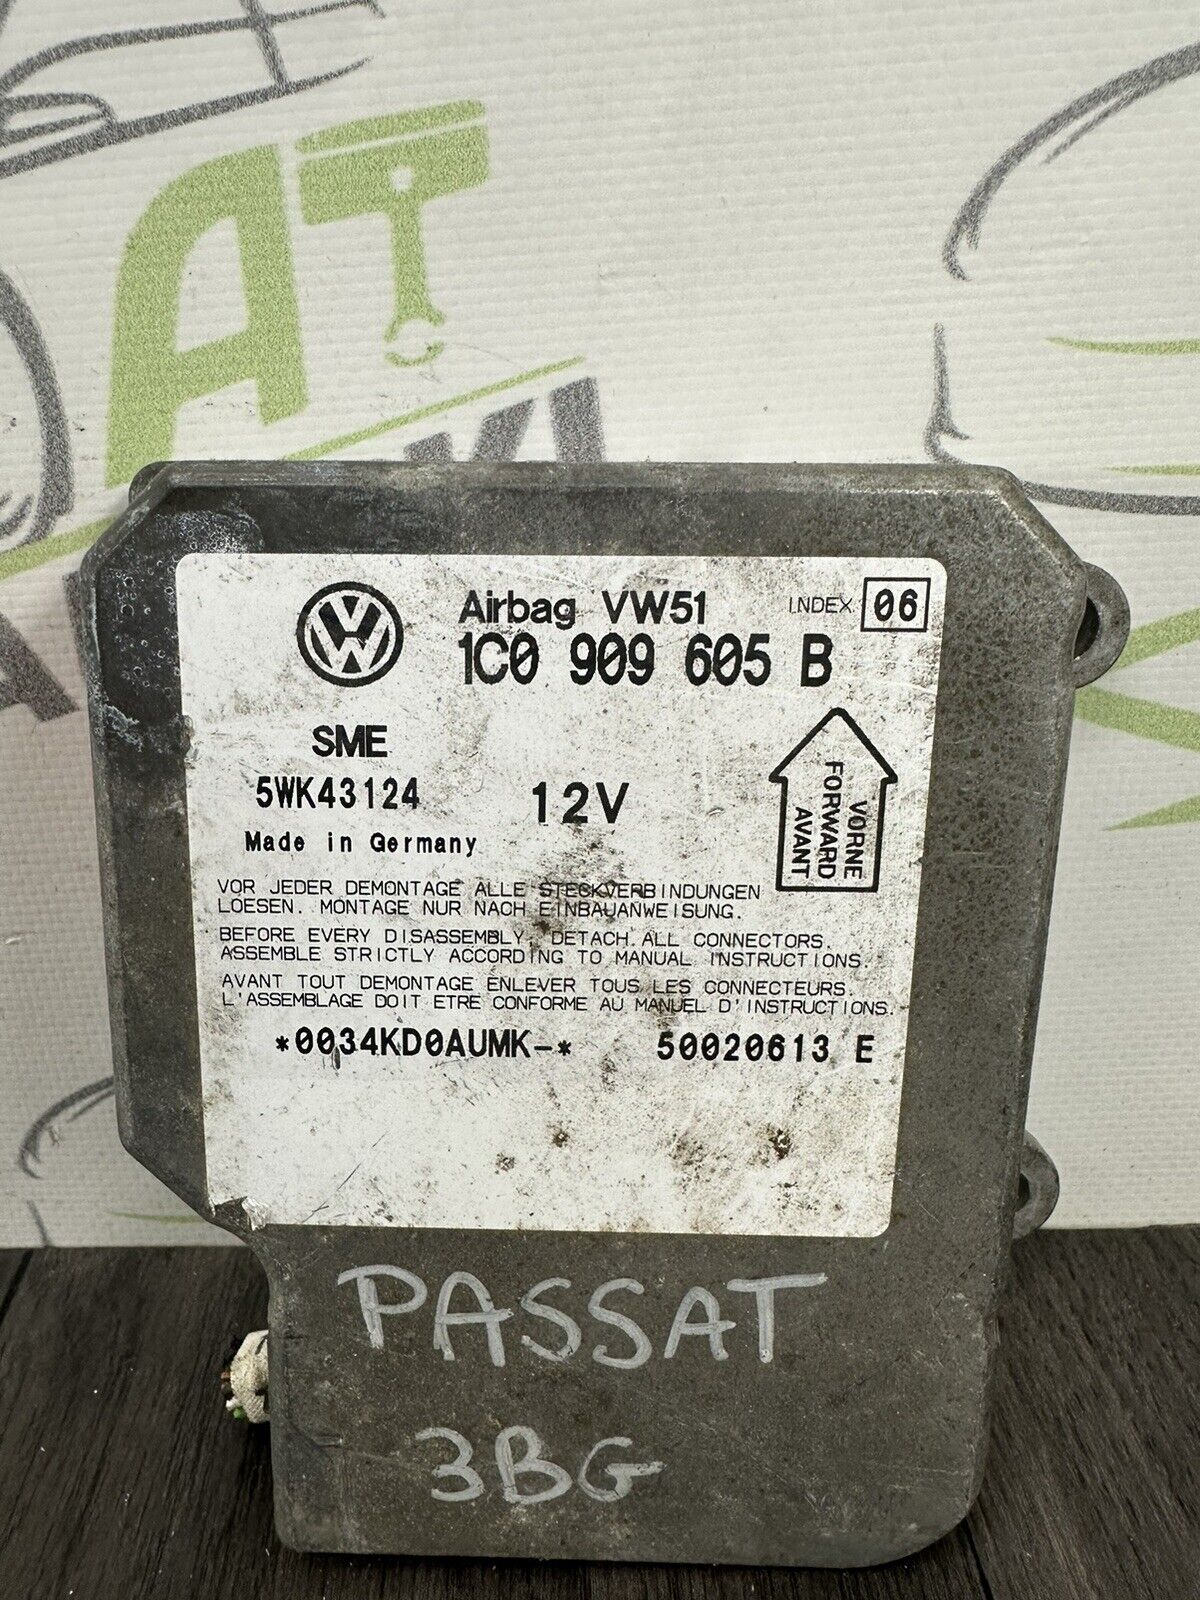 AT
Airbag VW51 INDEX 06
1C0 909 605 B
SME
5WK43124 12V
Made in Germany
VORNE
FORWARD
AVANT
VOR JEDER DEMONTAGE ALLE STECKVERBINDUNGEN
LOESEN. MONTAGE NUR NACH EINBAUANWEISUNG.
BEFORE EVERY DISASSEMBLY, DETACH ALL CONNECTORS.
ASSEMBLE STRICTLY ACCORDING TO MANUAL INSTRUCTIONS.
AVANT TOUT DEMONTAGE ENLEVER TOUS LES CONNECTEURS.
L'ASSEMBLAGE DOIT ETRE CONFORME AU MANUEL D'INSTRUCTIONS.
*0034KD0AUMK-* 50020613 E
PASSAT
3BG